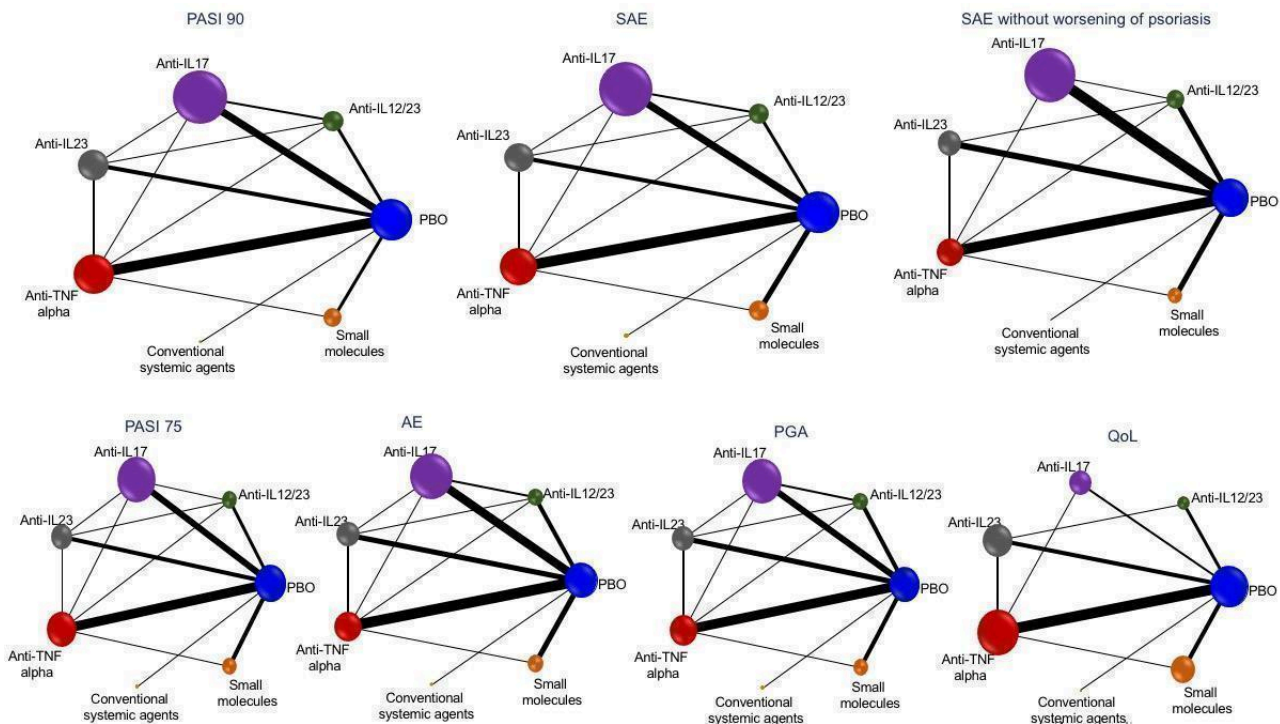 PASI 90
Anti-IL17
Anti-IL12/23
Anti-IL23
PBO
Anti-TNF
alpha
Small
molecules
Conventional
systemic agents
SAE
Anti-IL17
Anti-IL12/23
Anti-IL23
PBO
Anti-TNF
alpha
Small
molecules
Conventional
systemic agents
SAE without worsening of psoriasis
Anti-IL17
Anti-IL12/23
Anti-IL23
PBO
Anti-TNF
alpha
Small
molecules
Conventional
systemic agents
PASI 75
Anti-IL17
Anti-IL12/23
Anti-IL23
PBO
Anti-TNF
alpha
Small
molecules
Conventional
systemic agents
AE
Anti-IL17
Anti-IL12/23
Anti-IL23
PBO
Anti-TNF
alpha
Small
molecules
Conventional
systemic agents
PGA
Anti-IL17
Anti-IL12/23
Anti-IL23
PBO
Anti-TNF
alpha
Small
molecules
Conventional
systemic agents
QoL
Anti-IL17
Anti-IL12/23
Anti-IL23
PBO
Anti-TNF
alpha
Small
molecules
Conventional
systemic agents.